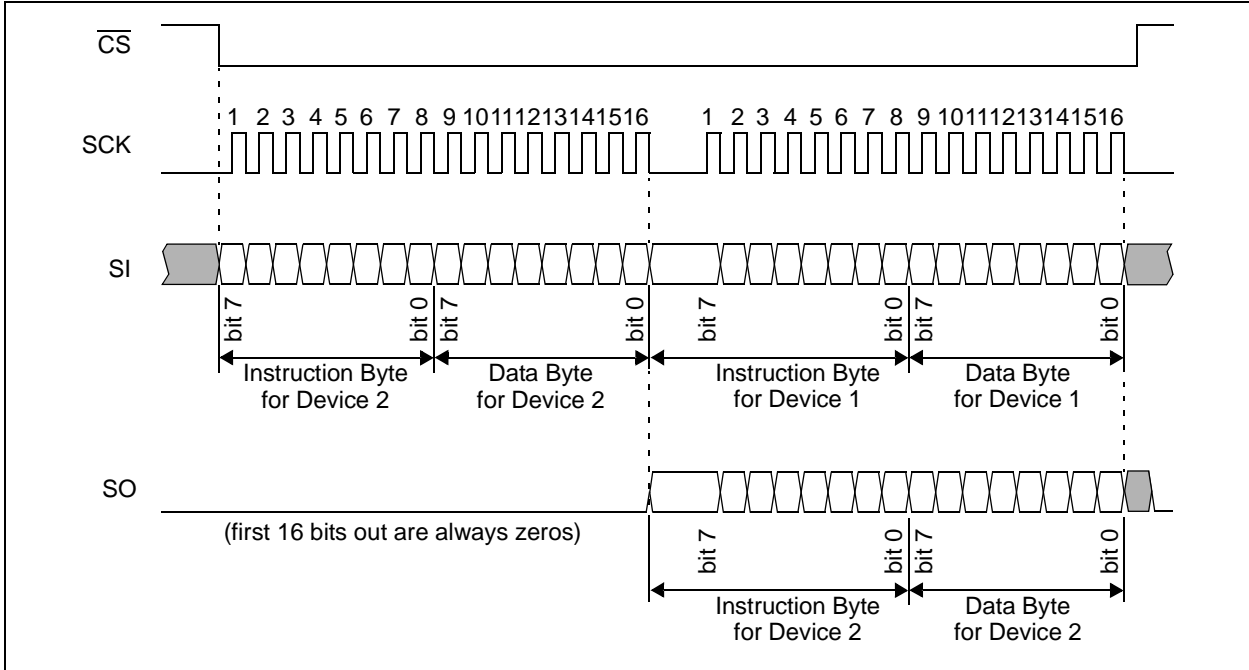 CS
1 2 3 4 5 6 7 8 9 10 11 12 13 14 15 16 1 2 3 4 5 6 7 8 9 10 11 12 13 14 15 16
SCK
SI
bit 7 bit 0 bit 7 bit 0 bit 7 bit 0 bit 7 bit 0
Instruction Byte Data Byte Instruction Byte Data Byte
for Device 2 for Device 2 for Device 1 for Device 1
SO
(first 16 bits out are always zeros)
bit 7 bit 0 bit 7 bit 0
Instruction Byte Data Byte
for Device 2 for Device 2